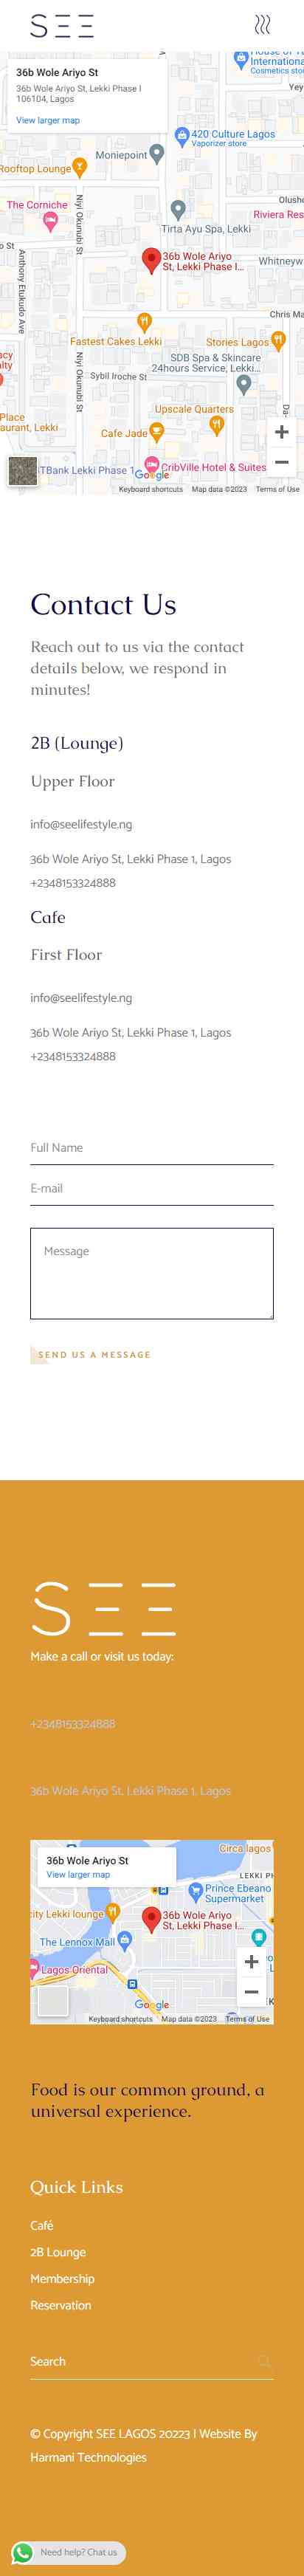 SEE
36b Wole Ariyo St
36b Wole Ariyo St, Lekki Phase I
106104, Lagos
View larger map
International
Cosmetics stor
Yey
420 Culture Lagos
Vaporizer store
Moniepoint
Rooftop Lounge
The Corniche
Niyi Okunubi St
Olusho
Riviera Res
Tirta Ayu Spa, Lekki
o St
Anthony Etukudo Ave
36b Wole Ariyo
St, Lekki Phase I...
Whitneyw
Chris Ma
Fastest Cakes Lekki
Stories Lagos
SDB Spa & Skincare
24hours Service, Lekki...
Niyi Okunubi St
Sybil Iroche St
acy
alty
Upscale Quarters
Place
aurant, Lekki
Cafe Jade
Da-
TBank Lekki Phase 1
CribVille Hotel & Suites
Google
Keyboard shortcuts Map data ©2023 Terms of Use
Contact Us
Reach out to us via the contact
details below, we respond in
minutes!
2B (Lounge)
Upper Floor
info@seelifestyle.ng
36b Wole Ariyo St, Lekki Phase 1, Lagos
+2348153324888
Cafe
First Floor
info@seelifestyle.ng
36b Wole Ariyo St, Lekki Phase 1, Lagos
+2348153324888
Full Name
E-mail
Message
SEND US A MESSAGE
SEE
Make a call or visit us today:
+2348153324888
36b Wole Ariyo St, Lekki Phase 1, Lagos
Circa lagos
36b Wole Ariyo St
View larger map
LEKKI PH
Prince Ebeano
Supermarket
city Lekki lounge
36b Wole Ariyo
St, Lekki Phase I...
The Lennox Mall
Lagos Oriental
Google
Keyboard shortcuts Map data ©2023 Terms of Use
Food is our common ground, a
universal experience.
Quick Links
Café
2B Lounge
Membership
Reservation
Search
© Copyright SEE LAGOS 20223 | Website By
Harmani Technologies
Need help? Chat us